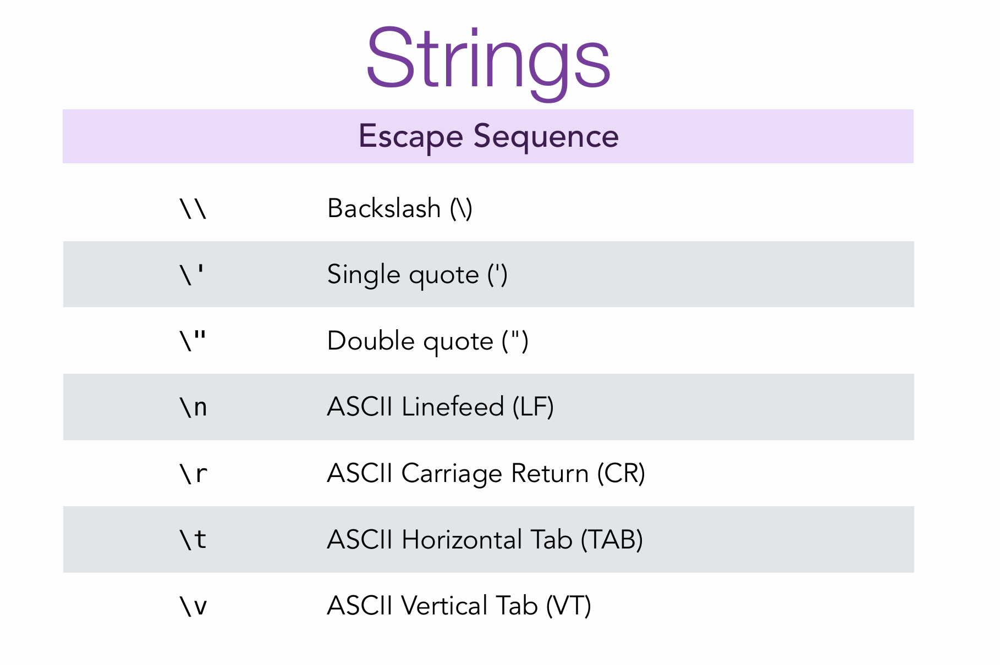 Strings
Escape Sequence
\\ Backslash (\)
\' Single quote (')
\" Double quote (")
\n ASCII Linefeed (LF)
\r ASCII Carriage Return (CR)
\t ASCII Horizontal Tab (TAB)
\v ASCII Vertical Tab (VT)